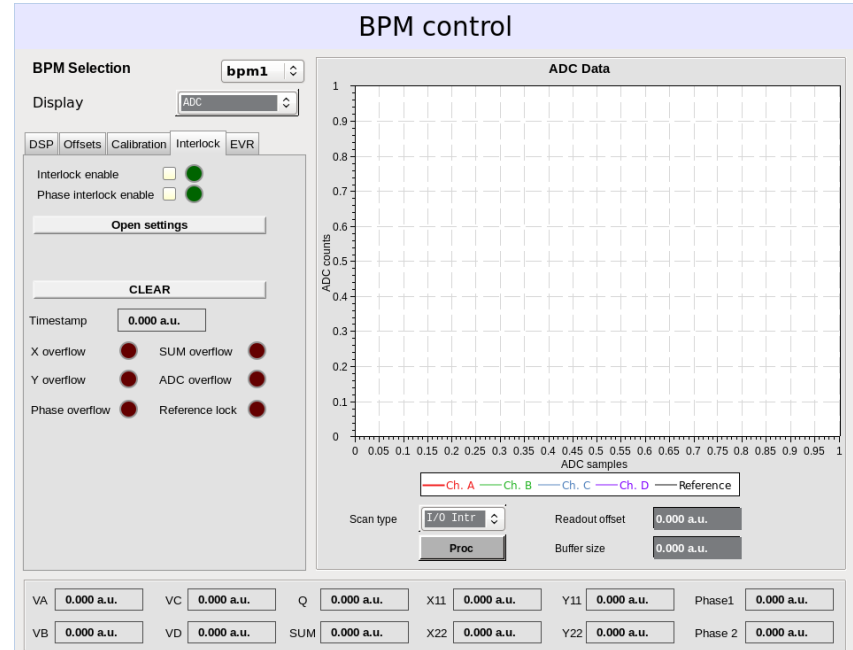 BPM control
BPM Selection bpm1
Display ADC
DSP Offsets Calibration Interlock EVR
Interlock enable
Phase interlock enable
Open settings
CLEAR
Timestamp 0.000 a.u.
X overflow SUM overflow
Y overflow ADC overflow
Phase overflow Reference lock
ADC Data
1
0.9
0.8
0.7
0.6
0.5
0.4
0.3
0.2
0.1
0
ADC counts
0 0.05 0.1 0.15 0.2 0.25 0.3 0.35 0.4 0.45 0.5 0.55 0.6 0.65 0.7 0.75 0.8 0.85 0.9 0.95 1
ADC samples
Ch. A Ch. B Ch. C Ch. D Reference
Scan type I/O Intr Readout offset 0.000 a.u.
Proc Buffer size 0.000 a.u.
VA 0.000 a.u. VC 0.000 a.u. Q 0.000 a.u. X11 0.000 a.u. Y11 0.000 a.u. Phase1 0.000 a.u.
VB 0.000 a.u. VD 0.000 a.u. SUM 0.000 a.u. X22 0.000 a.u. Y22 0.000 a.u. Phase 2 0.000 a.u.